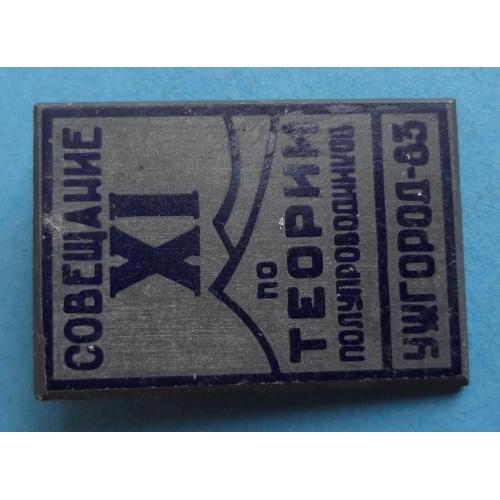 СОВЕЩАНИЕ
XI
ПО
ТЕОРИИ
ПОЛУПРОВОДНИКОВ
УЖГОРОД-83